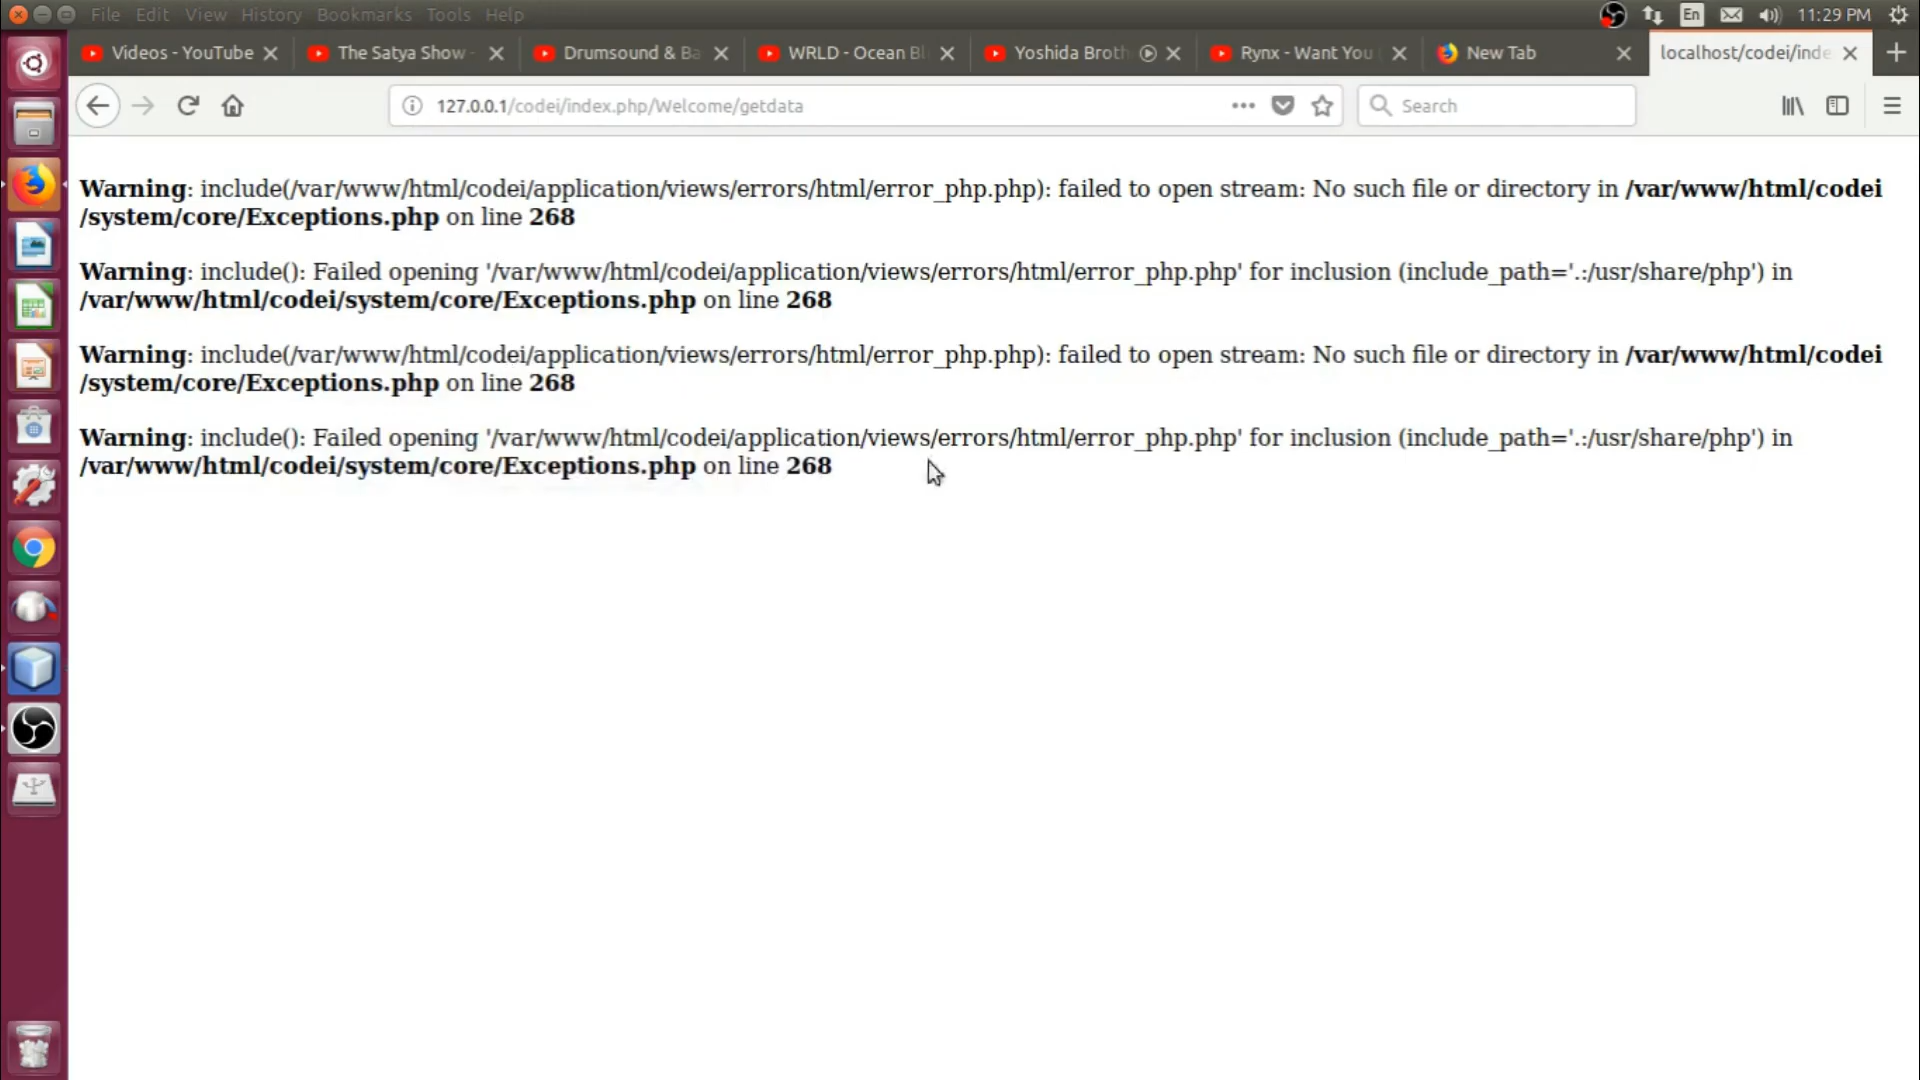 File Edit View History Bookmarks Tools Help
En 11:29 PM
Videos - YouTube The Satya Show - Drumsound & Ba WRLD - Ocean Bl Yoshida Broth Rynx - Want You New Tab localhost/codei/inde
127.0.0.1/codei/index.php/Welcome/getdata Search
Warning: include(/var/www/html/codei/application/views/errors/html/error_php.php): failed to open stream: No such file or directory in /var/www/html/codei
/system/core/Exceptions.php on line 268
Warning: include(): Failed opening '/var/www/html/codei/application/views/errors/html/error_php.php' for inclusion (include_path='.:/usr/share/php') in
/var/www/html/codei/system/core/Exceptions.php on line 268
Warning: include(/var/www/html/codei/application/views/errors/html/error_php.php): failed to open stream: No such file or directory in /var/www/html/codei
/system/core/Exceptions.php on line 268
Warning: include(): Failed opening '/var/www/html/codei/application/views/errors/html/error_php.php' for inclusion (include_path='.:/usr/share/php') in
/var/www/html/codei/system/core/Exceptions.php on line 268